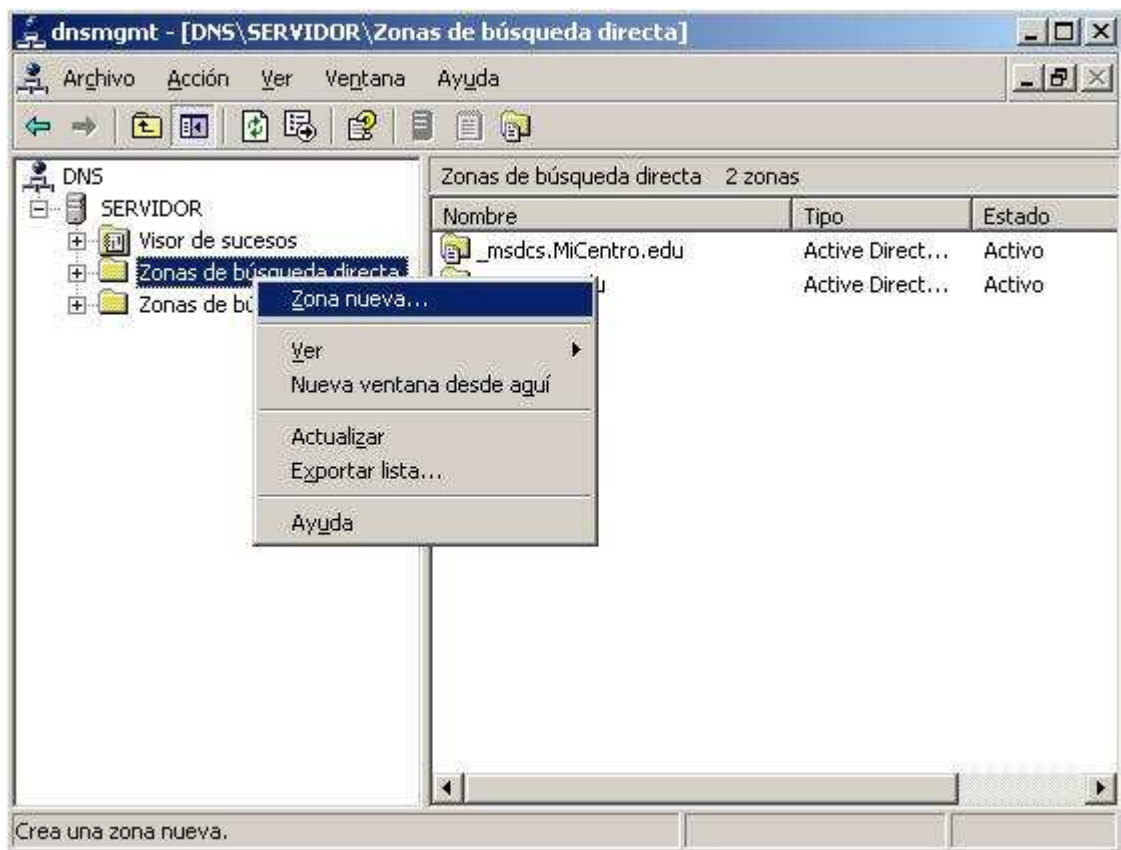 dnsmgmt - [DNS\SERVIDOR\Zonas de búsqueda directa]
Archivo Acción Ver Ventana Ayuda
DNS
SERVIDOR
Visor de sucesos
Zonas de búsqueda directa
Zonas de
Zonas de búsqueda directa 2 zonas
Nombre Tipo Estado
_msdcs.MiCentro.edu Active Direct... Activo
Active Direct... Activo
Zona nueva...
Ver
Nueva ventana desde aquí
Actualizar
Exportar lista...
Ayuda
Crea una zona nueva.